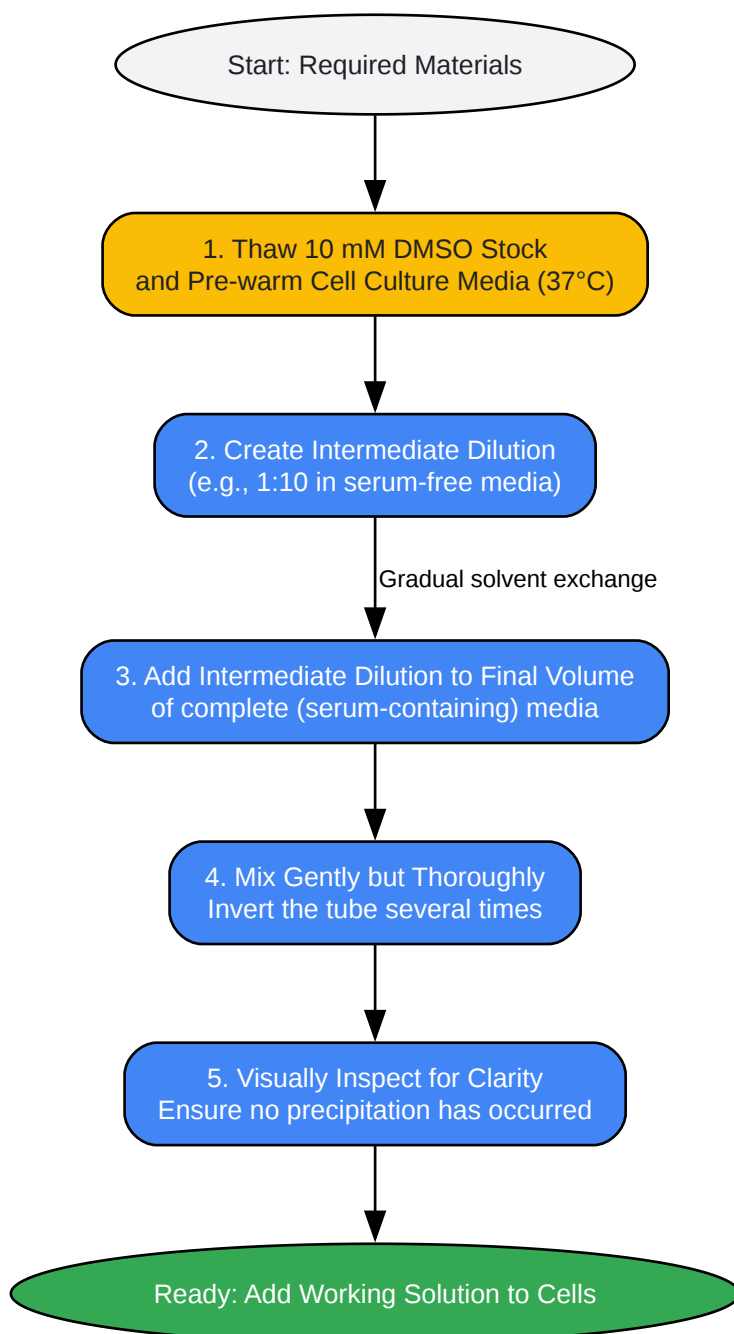 Start: Required Materials
1. Thaw 10 mM DMSO Stock
and Pre-warm Cell Culture Media (37°C)
2. Create Intermediate Dilution
(e.g., 1:10 in serum-free media)
Gradual solvent exchange
3. Add Intermediate Dilution to Final Volume
of complete (serum-containing) media
4. Mix Gently but Thoroughly
Invert the tube several times
5. Visually Inspect for Clarity
Ensure no precipitation has occurred
Ready: Add Working Solution to Cells